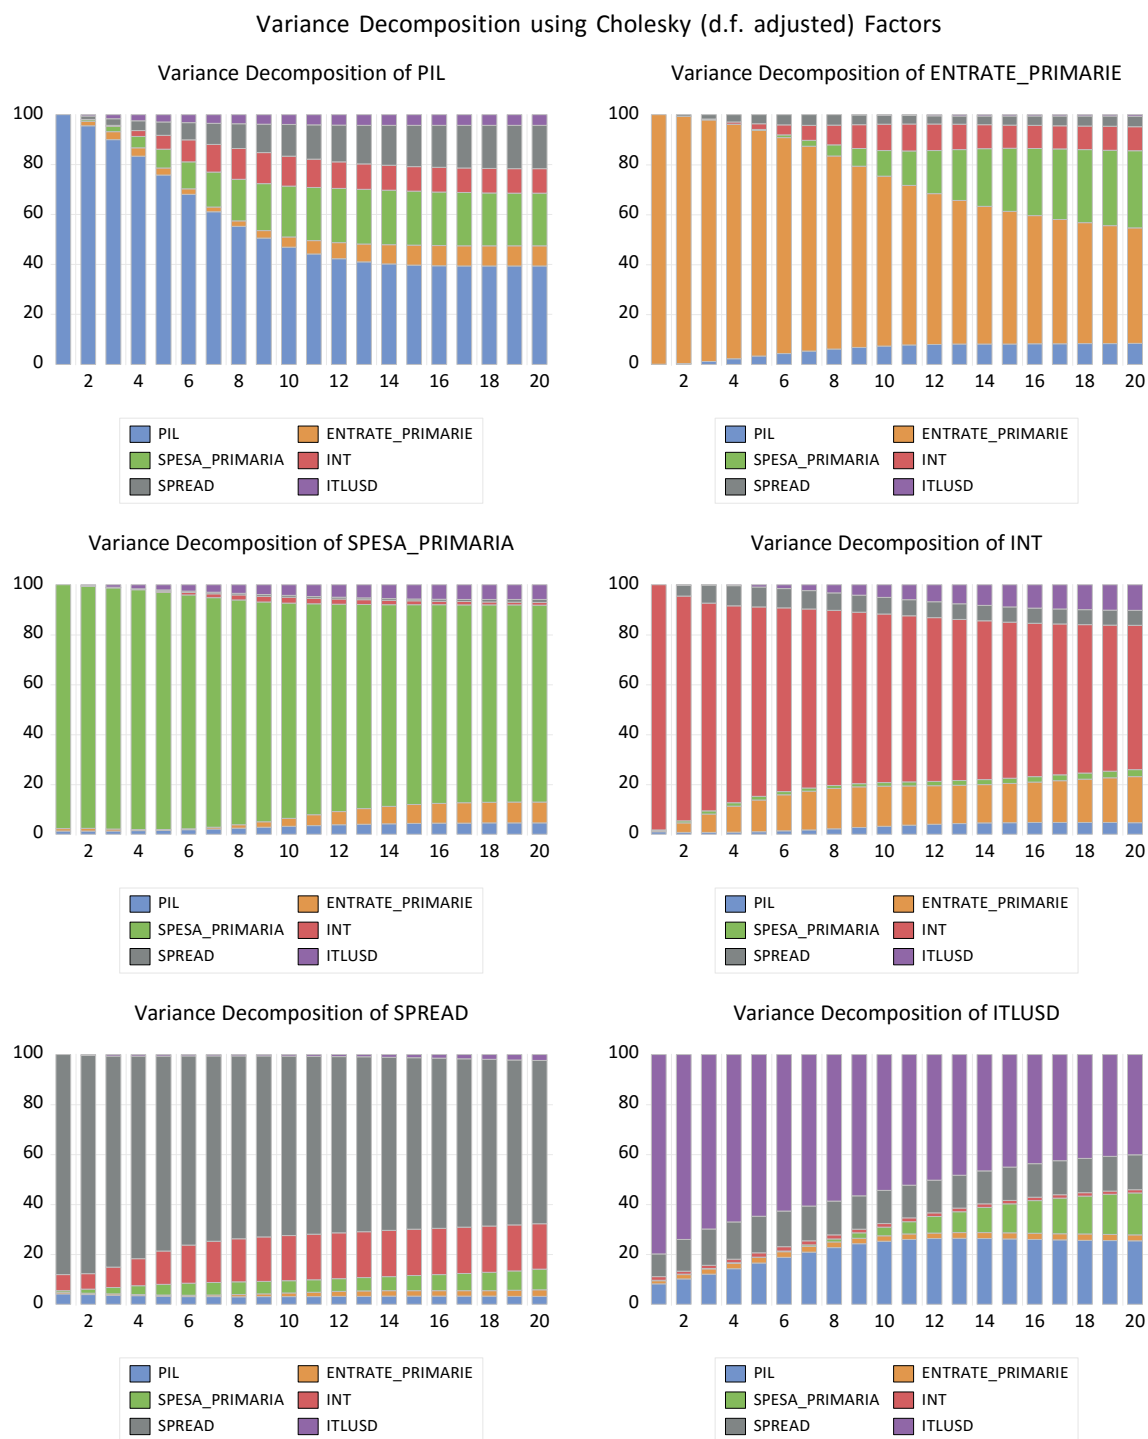 Variance Decomposition using Cholesky (d.f. adjusted) Factors
Variance Decomposition of PIL
100
80
60
40
20
0
2 4 6 8 10 12 14 16 18 20
PIL ENTRATE_PRIMARIE
SPESA_PRIMARIA INT
SPREAD ITLUSD
Variance Decomposition of ENTRATE_PRIMARIE
100
80
60
40
20
0
2 4 6 8 10 12 14 16 18 20
PIL ENTRATE_PRIMARIE
SPESA_PRIMARIA INT
SPREAD ITLUSD
Variance Decomposition of SPESA_PRIMARIA
100
80
60
40
20
0
2 4 6 8 10 12 14 16 18 20
PIL ENTRATE_PRIMARIE
SPESA_PRIMARIA INT
SPREAD ITLUSD
Variance Decomposition of INT
100
80
60
40
20
0
2 4 6 8 10 12 14 16 18 20
PIL ENTRATE_PRIMARIE
SPESA_PRIMARIA INT
SPREAD ITLUSD
Variance Decomposition of SPREAD
100
80
60
40
20
0
2 4 6 8 10 12 14 16 18 20
PIL ENTRATE_PRIMARIE
SPESA_PRIMARIA INT
SPREAD ITLUSD
Variance Decomposition of ITLUSD
100
80
60
40
20
0
2 4 6 8 10 12 14 16 18 20
PIL ENTRATE_PRIMARIE
SPESA_PRIMARIA INT
SPREAD ITLUSD